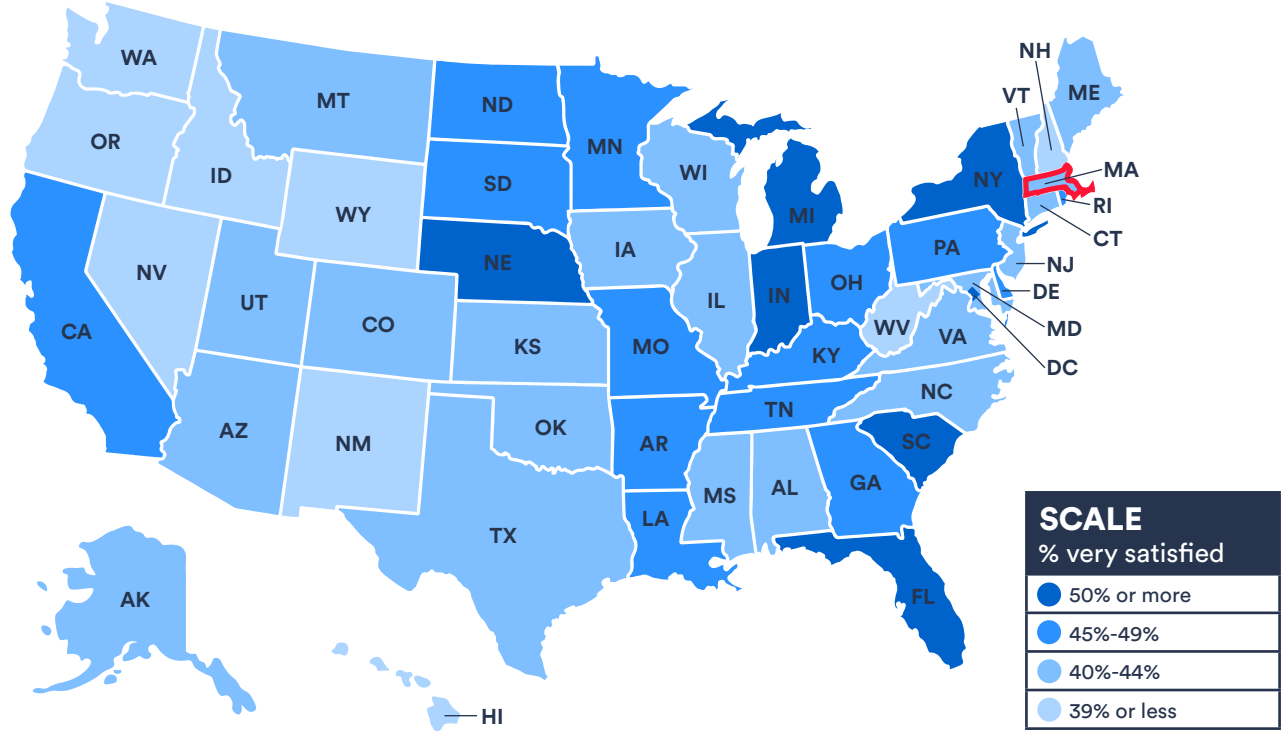 NH
WA
VT
ME
MT
ND
OR
MN
MA
WI
ID
SD
NY
RI
WY
MI
CT
PA
IA
NE
NJ
NV
OH
DE
IN
UT
IL
CO
WV
MD
CA
VA
KS
MO
KY
DC
NC
TN
AZ
OK
NM
AR
SC
GA
MS
AL
LA
TX
SCALE
% very satisfied
50% or more
45%-49%
40%-44%
39% or less
FL
AK
HI